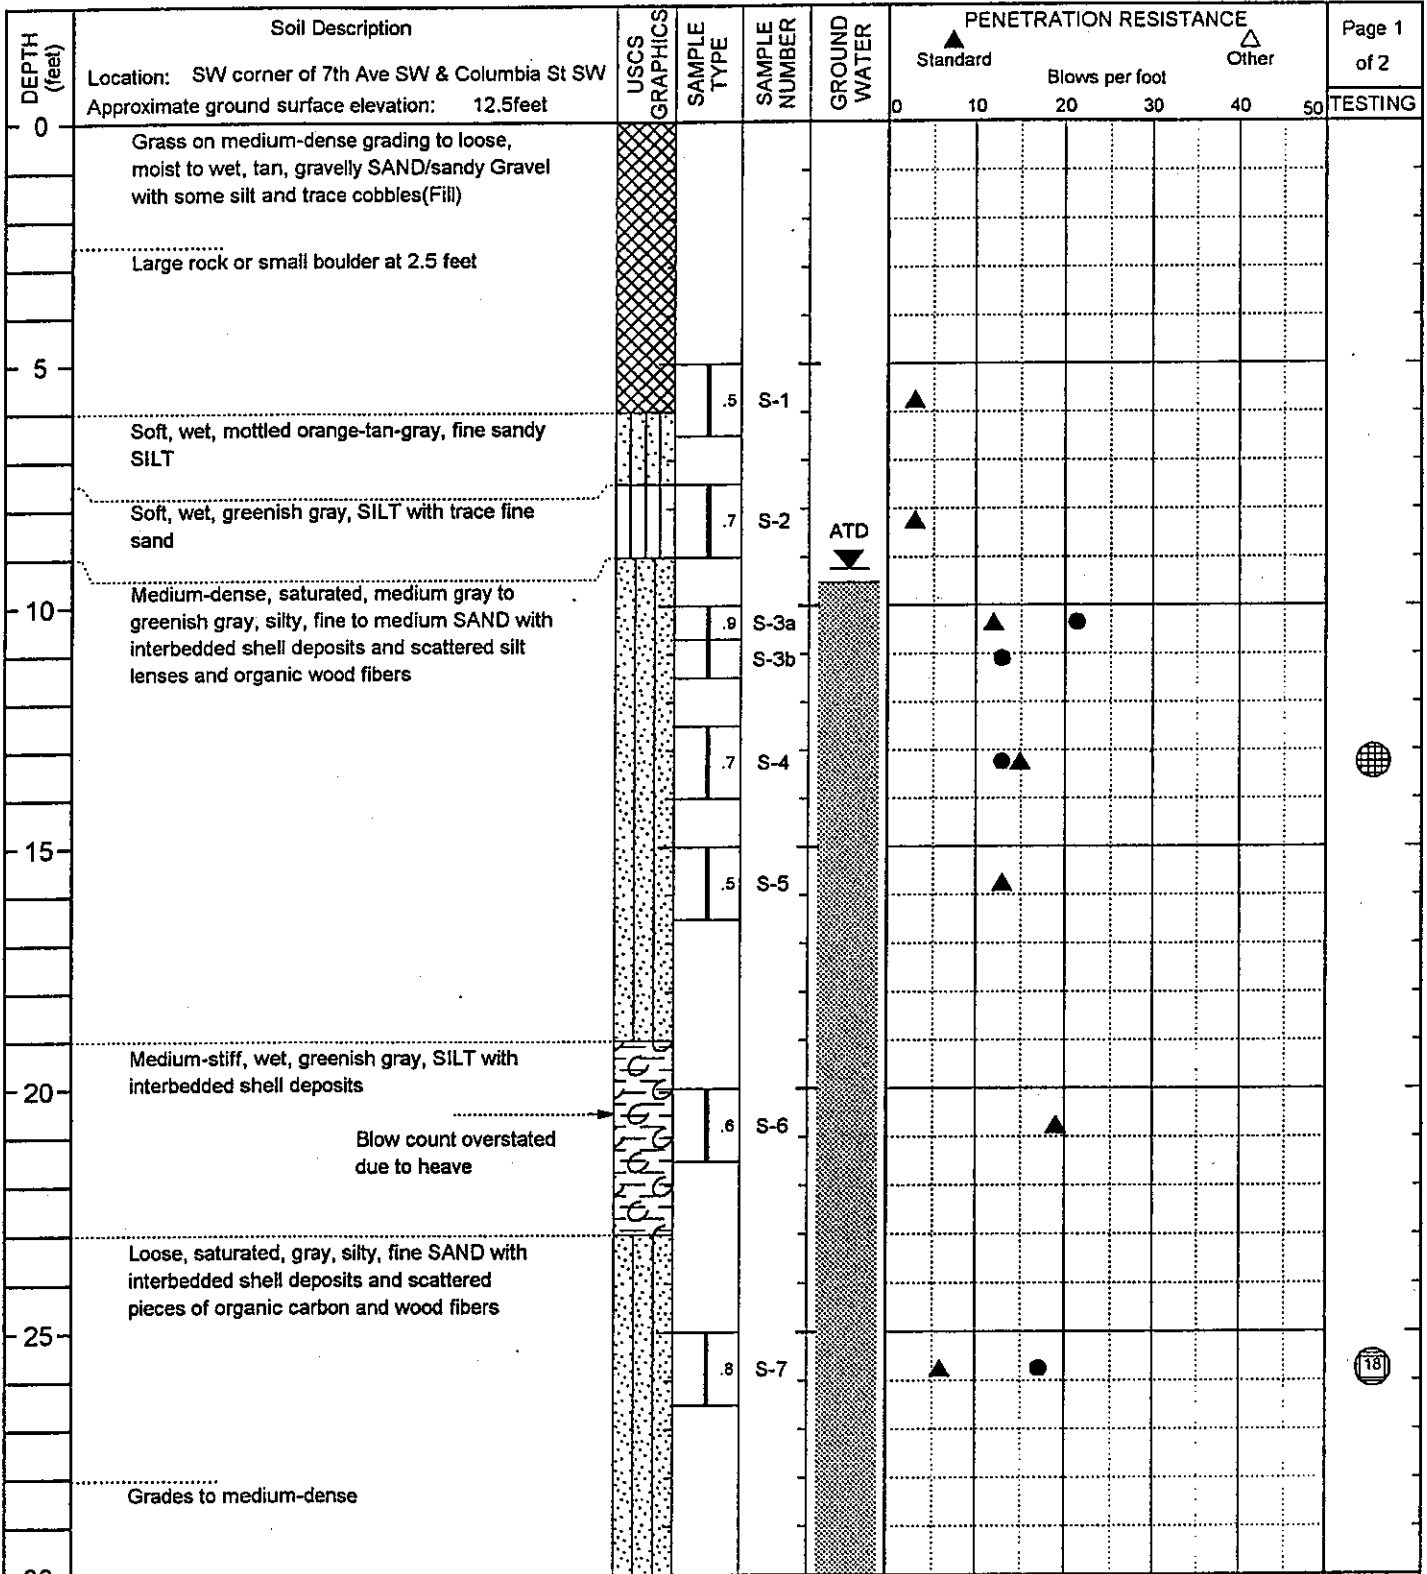 DEPTH (feet)
Soil Description
Location: SW corner of 7th Ave SW & Columbia St SW
Approximate ground surface elevation: 12.5feet
USCS GRAPHICS
SAMPLE TYPE
SAMPLE NUMBER
GROUND WATER
PENETRATION RESISTANCE
Standard
Other
Blows per foot
0 10 20 30 40 50
Page 1
of 2
TESTING
0
Grass on medium-dense grading to loose,
moist to wet, tan, gravelly SAND/sandy Gravel
with some silt and trace cobbles(Fill)
Large rock or small boulder at 2.5 feet
5
.5 S-1
Soft, wet, mottled orange-tan-gray, fine sandy
SILT
Soft, wet, greenish gray, SILT with trace fine
sand
.7 S-2
ATD
Medium-dense, saturated, medium gray to
greenish gray, silty, fine to medium SAND with
interbedded shell deposits and scattered silt
lenses and organic wood fibers
10
.9 S-3a
S-3b
.7 S-4
15
.5 S-5
Medium-stiff, wet, greenish gray, SILT with
interbedded shell deposits
20
.6 S-6
Blow count overstated
due to heave
Loose, saturated, gray, silty, fine SAND with
interbedded shell deposits and scattered
pieces of organic carbon and wood fibers
25
.8 S-7
18
Grades to medium-dense